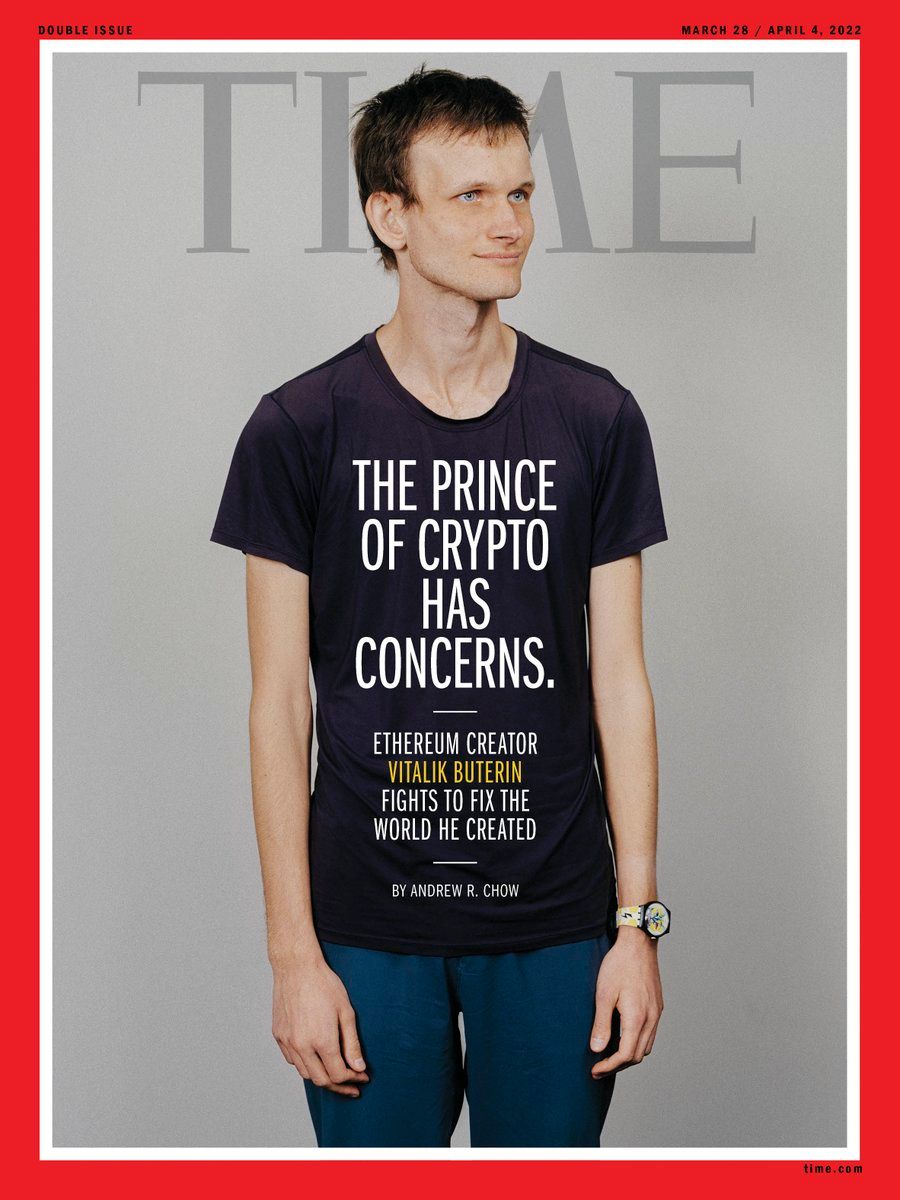 DOUBLE ISSUE
MARCH 28 / APRIL 4, 2022
TIME
THE PRINCE
OF CRYPTO
HAS
CONCERNS.
ETHEREUM CREATOR
VITALIK BUTERIN
FIGHTS TO FIX THE
WORLD HE CREATED
BY ANDREW R. CHOW
time.com